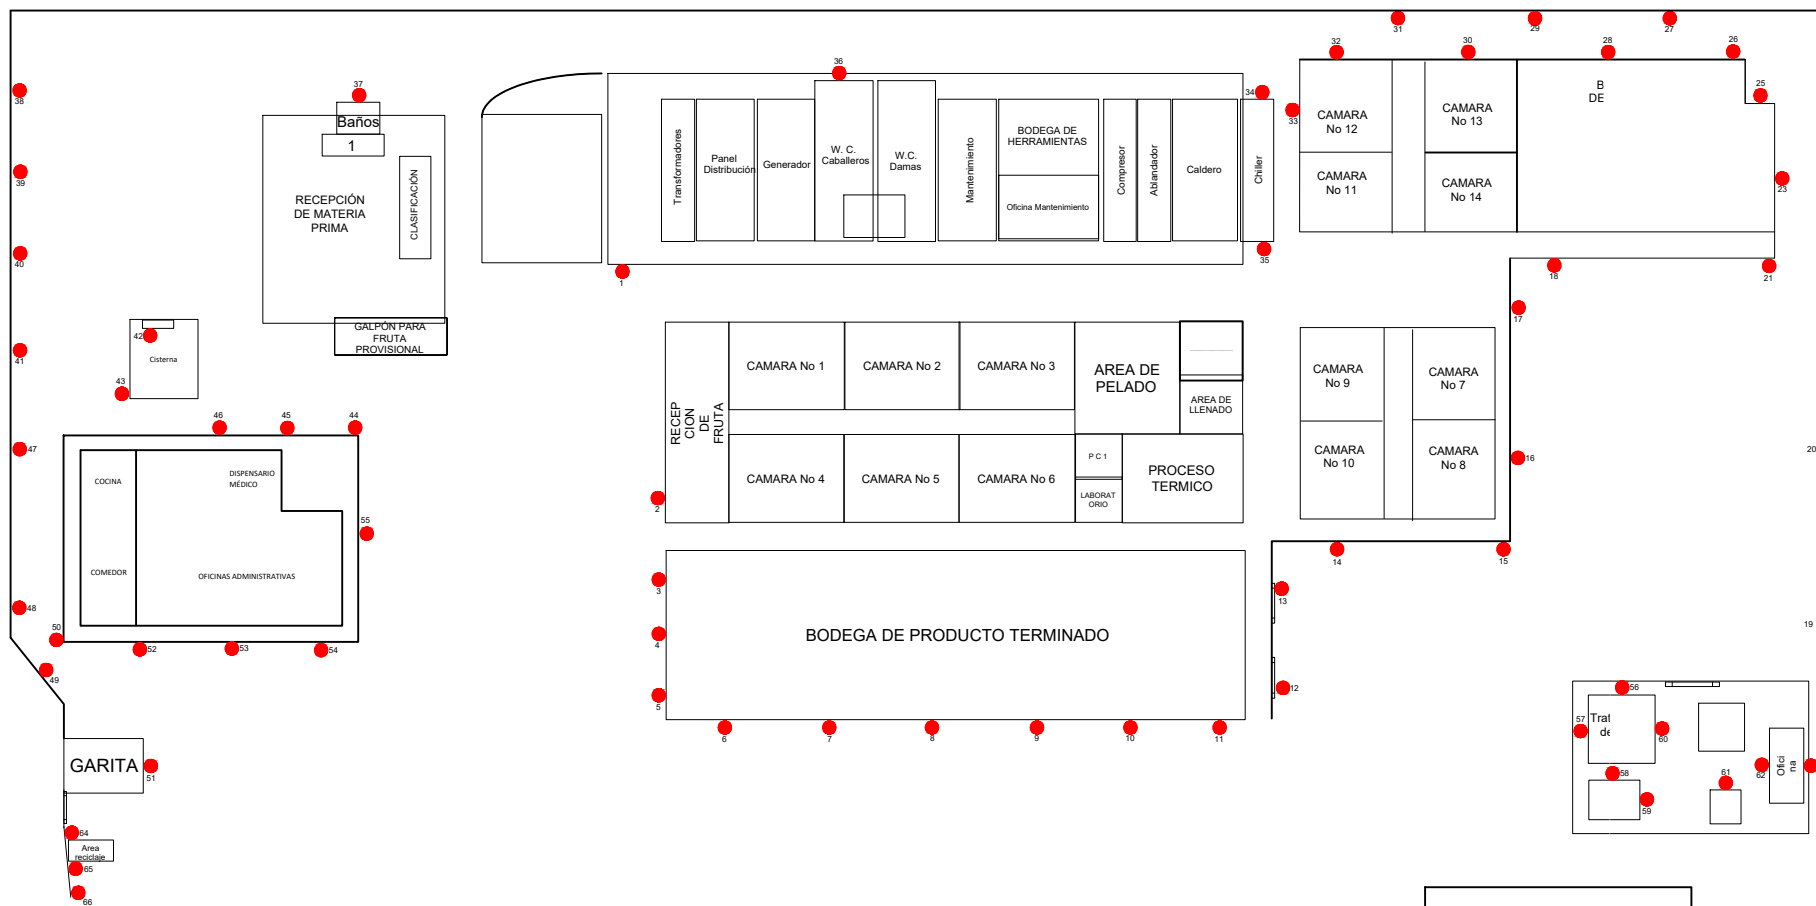 31
29
27
32
30
28
26
36
37
38
34
25
33
Baños
1
B
DE
CAMARA
No 12
CAMARA
No 13
CAMARA
No 11
CAMARA
No 14
23
39
RECEPCIÓN
DE MATERIA
PRIMA
CLASIFICACIÓN
Transformadores
Panel
Distribución
Generador
W. C.
Caballeros
W.C.
Damas
Mantenimiento
BODEGA DE
HERRAMIENTAS
Oficina Mantenimiento
Compresor
Ablandador
Caldero
Chiller
40
1
35
18
21
17
42
Cisterna
GALPÓN PARA
FRUTA
PROVISIONAL
41
43
RECEP
CION
DE
FRUTA
CAMARA No 1
CAMARA No 2
CAMARA No 3
AREA DE
PELADO
AREA DE
LLENADO
CAMARA
No 9
CAMARA
No 7
46
45
44
47
CAMARA No 4
CAMARA No 5
CAMARA No 6
P C 1
LABORAT
ORIO
PROCESO
TERMICO
CAMARA
No 10
CAMARA
No 8
16
20
COCINA
DISPENSARIO
MÉDICO
2
55
14
15
COMEDOR
OFICINAS ADMINISTRATIVAS
3
13
48
50
52
53
54
49
4
BODEGA DE PRODUCTO TERMINADO
19
5
12
6
7
8
9
10
11
56
57
Trat
de
60
GARITA
51
58
61
62
Ofici
na
59
64
Area
reciclaje
65
66